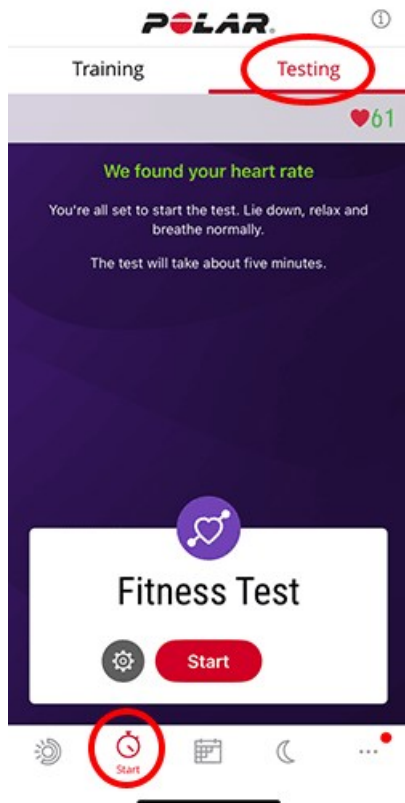 POLAR.
Training
Testing
61
We found your heart rate
You're all set to start the test. Lie down, relax and
breathe normally.
The test will take about five minutes.
Fitness Test
Start
Start